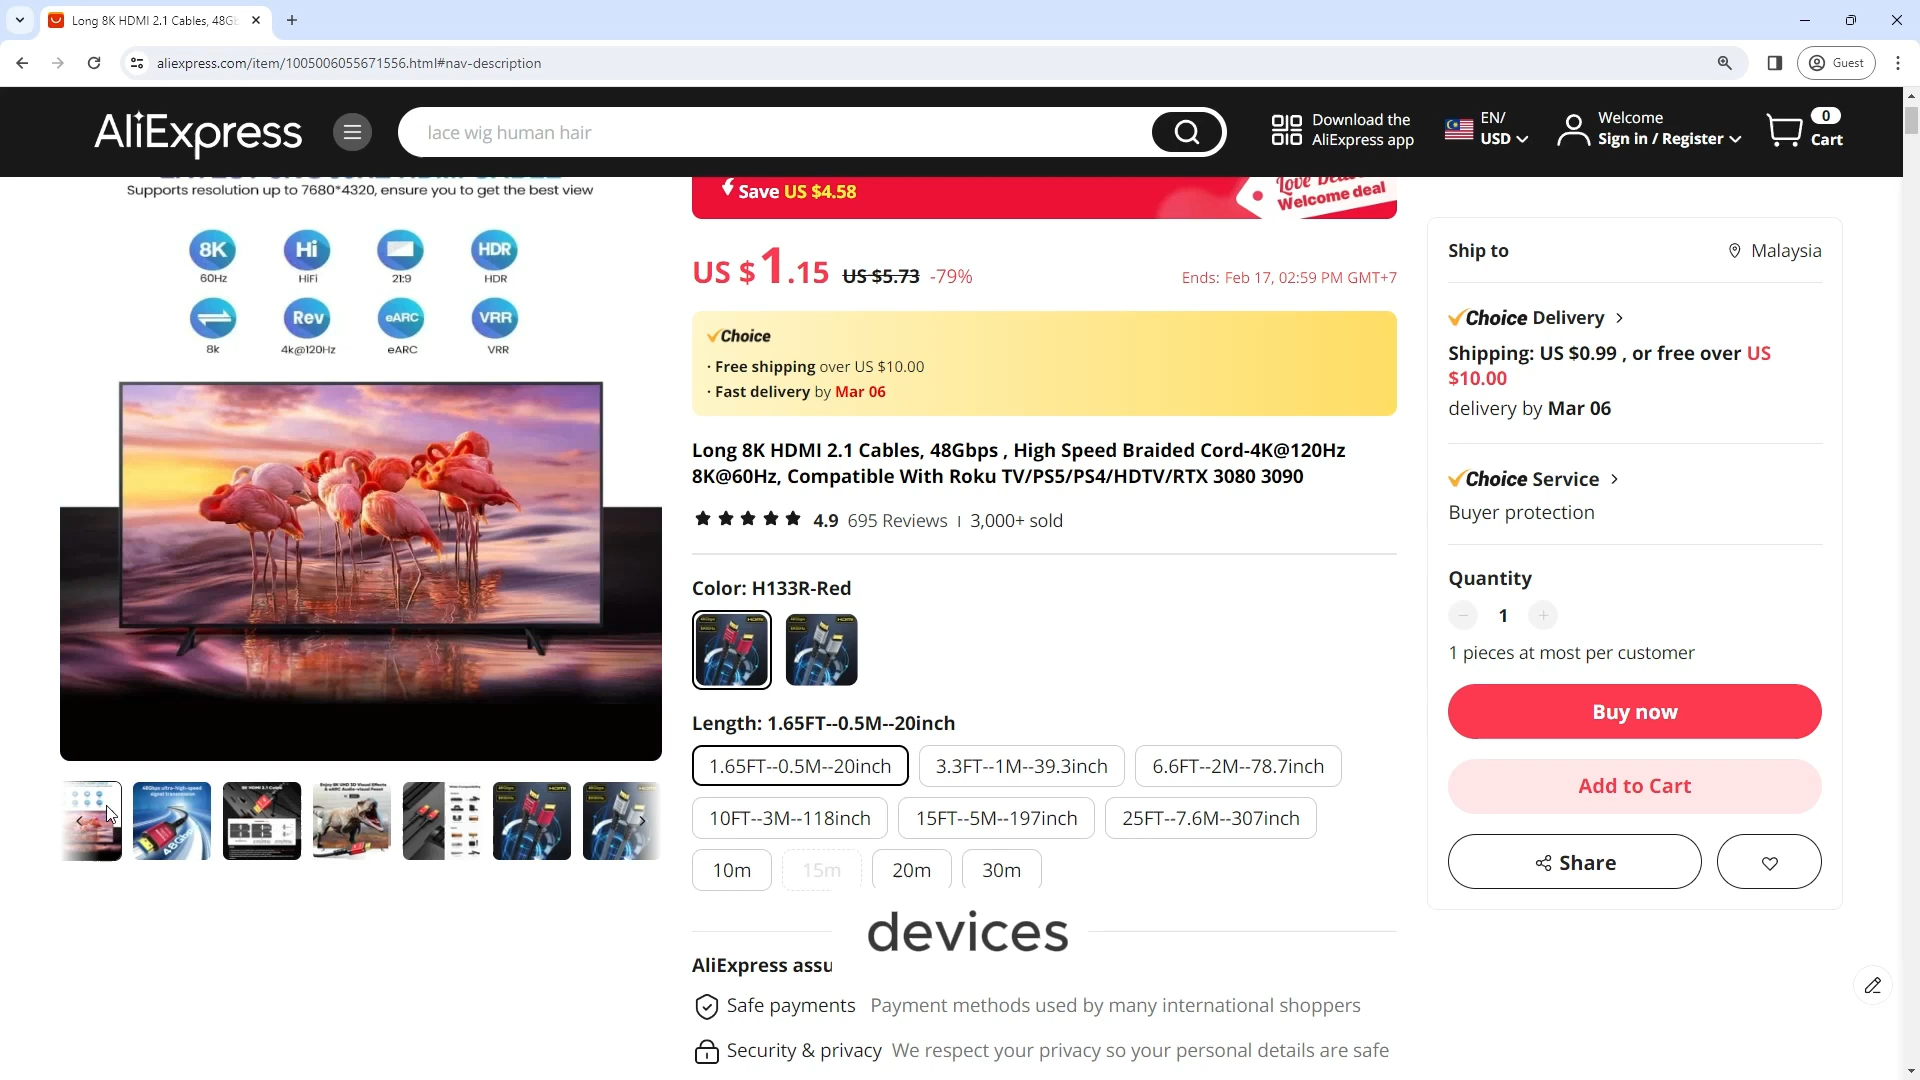 Long 8K HDMI 2.1 Cables, 48G
aliexpress.com/item/1005006055671556.html#nav-description
Guest
AliExpress
lace wig human hair
Download the
AliExpress app
EN/
USD
Welcome
Sign in / Register
0
Cart
Supports resolution up to 7680*4320, ensure you to get the best view
8K
Hi
HDR
60Hz
HiFi
21:9
HDR
Rev
eARC
VRR
8k
4k@120Hz
eARC
VRR
Save US $4.58
Welcome deal
US $1.15 US $5.73 -79%
Ends: Feb 17, 02:59 PM GMT+7
Choice
· Free shipping over US $10.00
· Fast delivery by Mar 06
Long 8K HDMI 2.1 Cables, 48Gbps , High Speed Braided Cord-4K@120Hz
8K@60Hz, Compatible With Roku TV/PS5/PS4/HDTV/RTX 3080 3090
4.9 695 Reviews I 3,000+ sold
Color: H133R-Red
Length: 1.65FT--0.5M--20inch
1.65FT--0.5M--20inch
3.3FT--1M--39.3inch
6.6FT--2M--78.7inch
10FT--3M--118inch
15FT--5M--197inch
25FT--7.6M--307inch
10m
15m
20m
30m
devices
AliExpress assu
Safe payments Payment methods used by many international shoppers
Security & privacy We respect your privacy so your personal details are safe
Ship to
Malaysia
Choice Delivery
Shipping: US $0.99 , or free over US
$10.00
delivery by Mar 06
Choice Service
Buyer protection
Quantity
1
1 pieces at most per customer
Buy now
Add to Cart
Share